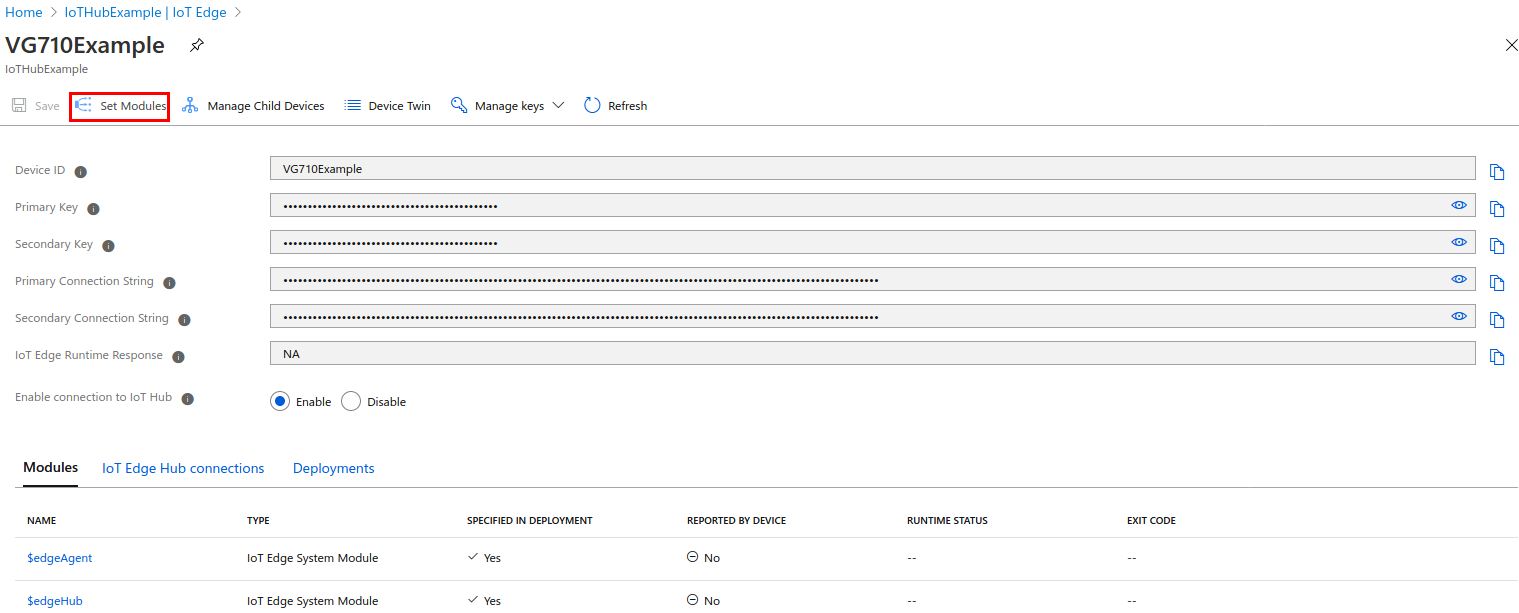 Home > IoTHubExample | IoT Edge >
VG710Example
IoTHubExample
Save Set Modules Manage Child Devices Device Twin Manage keys Refresh
Device ID VG710Example
Primary Key ••••••••••••••••••••••••••••••••••••••••••••
Secondary Key ••••••••••••••••••••••••••••••••••••••••••••
Primary Connection String ••••••••••••••••••••••••••••••••••••••••••••••••••••••••••••••••••••••••••••••••••••••••••••••••••••••••••••••••••••••••••
Secondary Connection String ••••••••••••••••••••••••••••••••••••••••••••••••••••••••••••••••••••••••••••••••••••••••••••••••••••••••••••••••••••••••••
IoT Edge Runtime Response NA
Enable connection to IoT Hub Enable Disable
Modules IoT Edge Hub connections Deployments
NAME TYPE SPECIFIED IN DEPLOYMENT REPORTED BY DEVICE RUNTIME STATUS EXIT CODE
$edgeAgent IoT Edge System Module Yes No -- --
$edgeHub IoT Edge System Module Yes No -- --